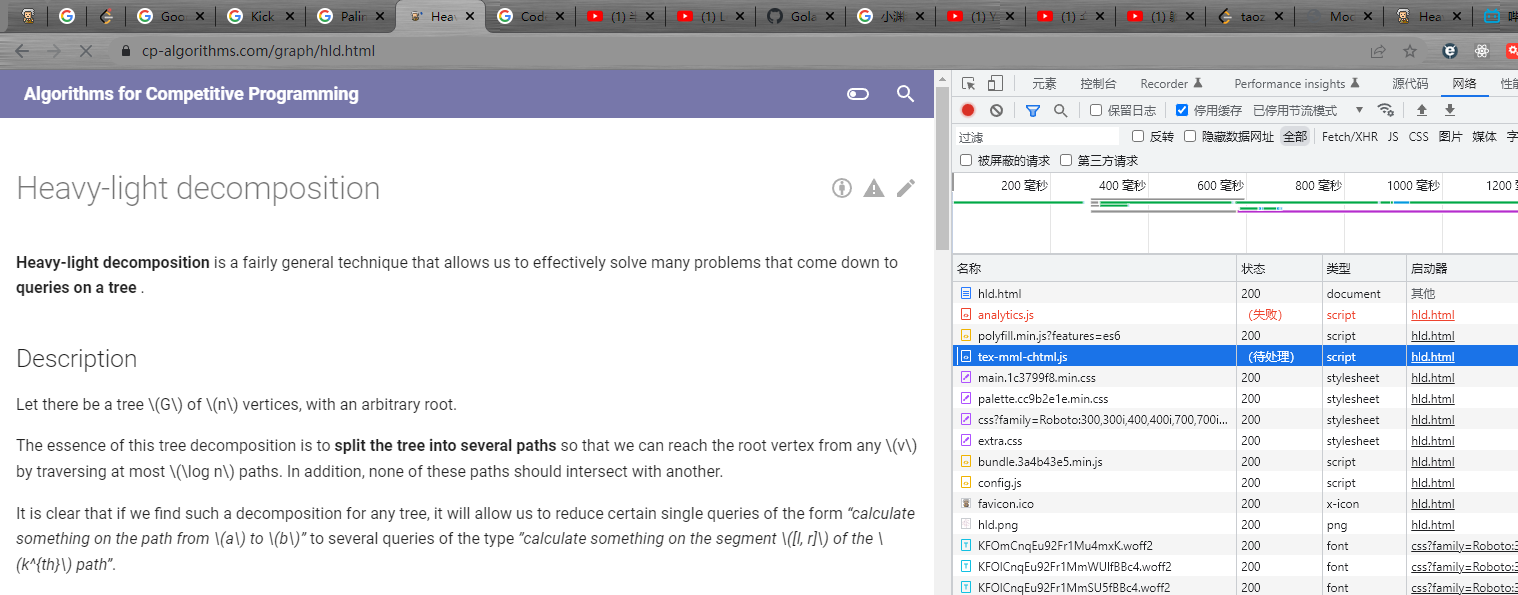 Goo
Kick
Palin
Heav
Cod
(1)
(1) L
Gola
小渊
(1) Y
(1)
(1)
taoz
Moc
Hea
cp-algorithms.com/graph/hld.html
Algorithms for Competitive Programming
Heavy-light decomposition
Heavy-light decomposition is a fairly general technique that allows us to effectively solve many problems that come down to
queries on a tree .
Description
Let there be a tree \(G\) of \(n\) vertices, with an arbitrary root.
The essence of this tree decomposition is to split the tree into several paths so that we can reach the root vertex from any \(v\)
by traversing at most \(\log n\) paths. In addition, none of these paths should intersect with another.
It is clear that if we find such a decomposition for any tree, it will allow us to reduce certain single queries of the form “calculate
something on the path from \(a\) to \(b\)” to several queries of the type ”calculate something on the segment \([l, r]\) of the \
(k^{th}\) path”.
元素 控制台 Recorder Performance insights 源代码 网络 性能
保留日志 停用缓存 已停用节流模式
过滤 反转 隐藏数据网址 全部 Fetch/XHR JS CSS 图片 媒体 字
被屏蔽的请求 第三方请求
200 毫秒 400 毫秒 600 毫秒 800 毫秒 1000 毫秒 1200
名称 状态 类型 启动器
hld.html 200 document 其他
analytics.js (失败) script hld.html
polyfill.min.js?features=es6 200 script hld.html
tex-mml-chtml.js (待处理) script hld.html
main.1c3799f8.min.css 200 stylesheet hld.html
palette.cc9b2e1e.min.css 200 stylesheet hld.html
css?family=Roboto:300,300i,400,400i,700,700i... 200 stylesheet hld.html
extra.css 200 stylesheet hld.html
bundle.3a4b43e5.min.js 200 script hld.html
config.js 200 script hld.html
favicon.ico 200 x-icon hld.html
hld.png 200 png hld.html
KFOmCnqEu92Fr1Mu4mxK.woff2 200 font css?family=Roboto:3
KFOlCnqEu92Fr1MmWUlfBBc4.woff2 200 font css?family=Roboto:3
KFOlCnqEu92Fr1MmSU5fBBc4.woff2 200 font css?family=Roboto:3